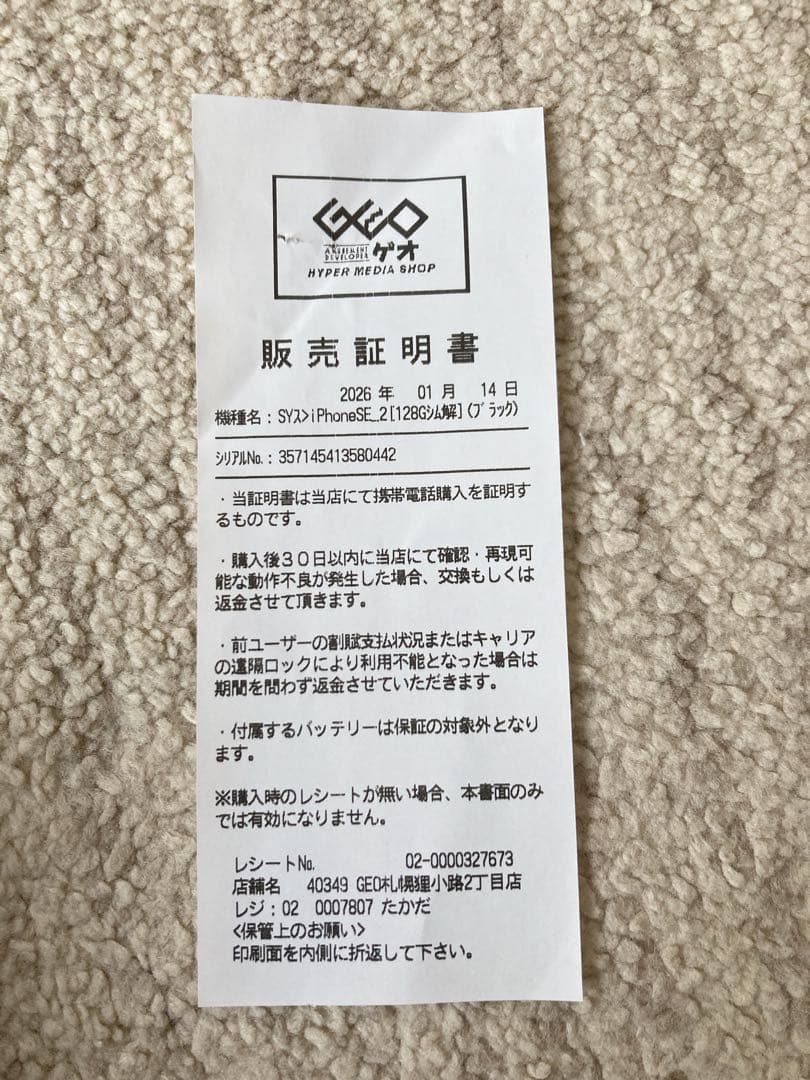 GEO
AMUSEMENT
DEVELOPER ゲオ
HYPER MEDIA SHOP
販売証明書
2026 年 01 月 14 日
機種名：SYｽ>iPhoneSE_2[128Gｼﾑ解](ﾌﾞﾗｯｸ)
ｼﾘｱﾙNo.：357145413580442
・当証明書は当店にて携帯電話購入を証明す
るものです。
・購入後３０日以内に当店にて確認・再現可
能な動作不良が発生した場合、交換もしくは
返金させて頂きます。
・前ユーザーの割賦支払状況またはキャリア
の遠隔ロックにより利用不能となった場合は
期間を問わず返金させていただきます。
・付属するバッテリーは保証の対象外となり
ます。
※購入時のレシートが無い場合、本書面のみ
では有効になりません。
レシートNo. 02-0000327673
店舗名 40349 GEO札幌狸小路2丁目店
レジ：02 0007807 たかだ
<保管上のお願い>
印刷面を内側に折返して下さい。